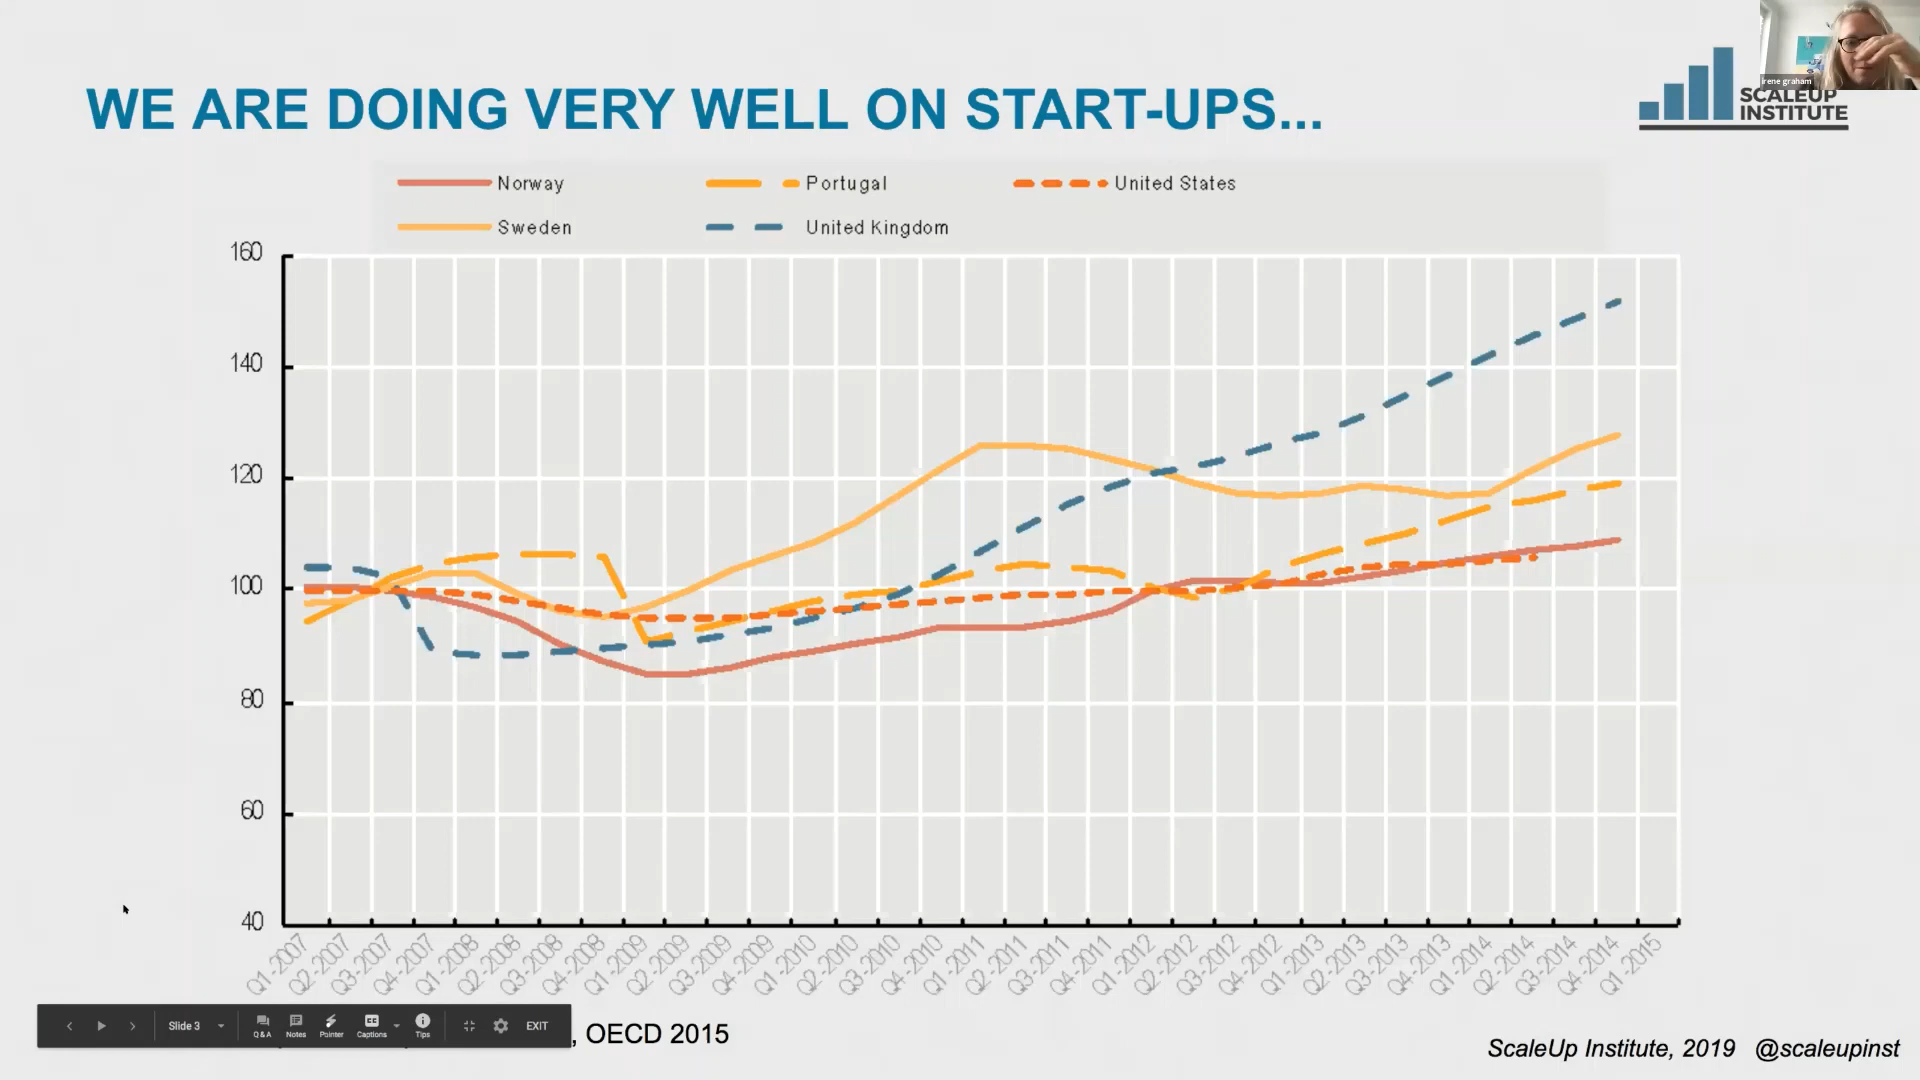 irene graham
WE ARE DOING VERY WELL ON START-UPS...
SCALEUP
INSTITUTE
Norway
Portugal
United States
Sweden
United Kingdom
160
140
120
100
80
60
40
Q1-2007
Q2-2007
Q3-2007
Q4-2007
Q1-2008
Q2-2008
Q3-2008
Q4-2008
Q1-2009
Q2-2009
Q3-2009
Q4-2009
Q1-2010
Q2-2010
Q3-2010
Q4-2010
Q1-2011
Q2-2011
Q3-2011
Q4-2011
Q1-2012
Q2-2012
Q3-2012
Q4-2012
Q1-2013
Q2-2013
Q3-2013
Q4-2013
Q1-2014
Q2-2014
Q3-2014
Q4-2014
Q1-2015
Slide 3
Q&A
Notes
Pointer
CC
Captions
Tips
EXIT
, OECD 2015
ScaleUp Institute, 2019 @scaleupinst